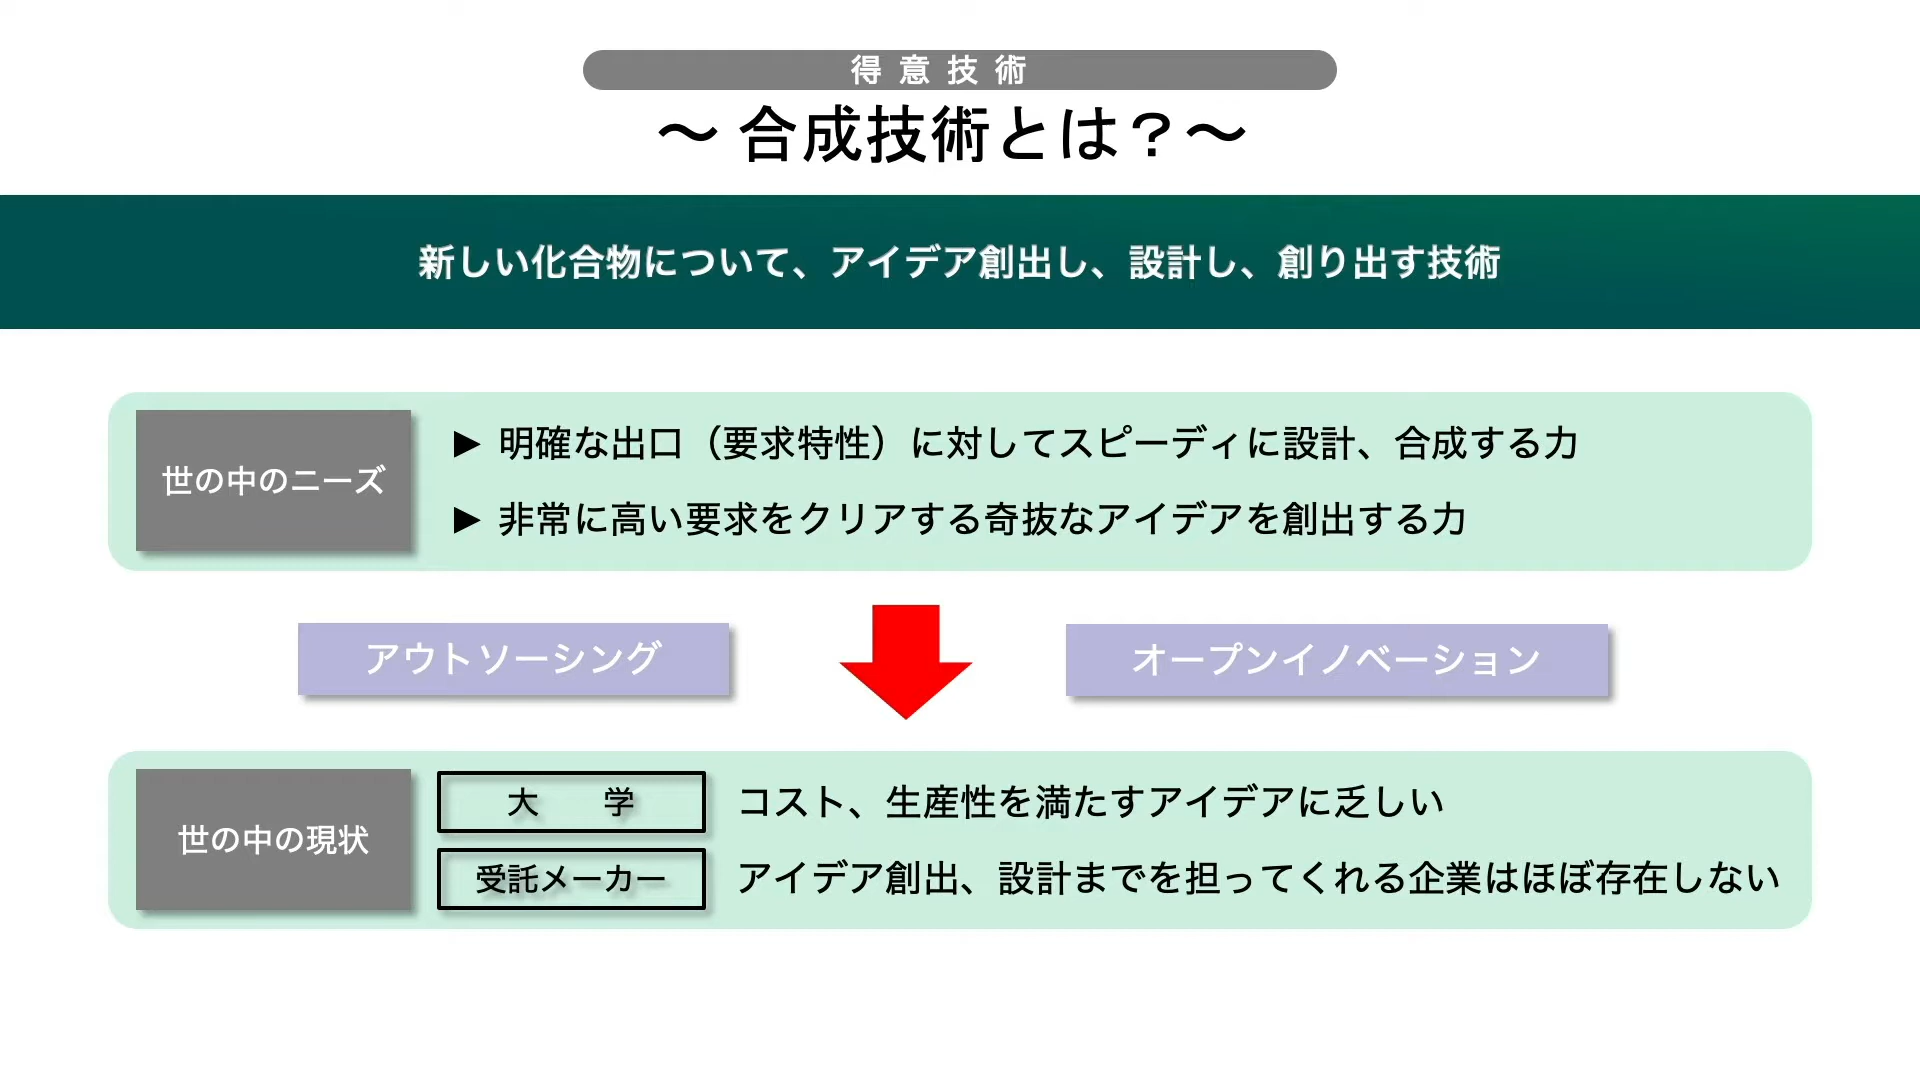 得意技術
～ 合成技術とは？～
新しい化合物について、アイデア創出し、設計し、創り出す技術
世の中のニーズ
▶ 明確な出口（要求特性）に対してスピーディに設計、合成する力
▶ 非常に高い要求をクリアする奇抜なアイデアを創出する力
アウトソーシング
オープンイノベーション
世の中の現状
大　　学
コスト、生産性を満たすアイデアに乏しい
受託メーカー
アイデア創出、設計までを担ってくれる企業はほぼ存在しない